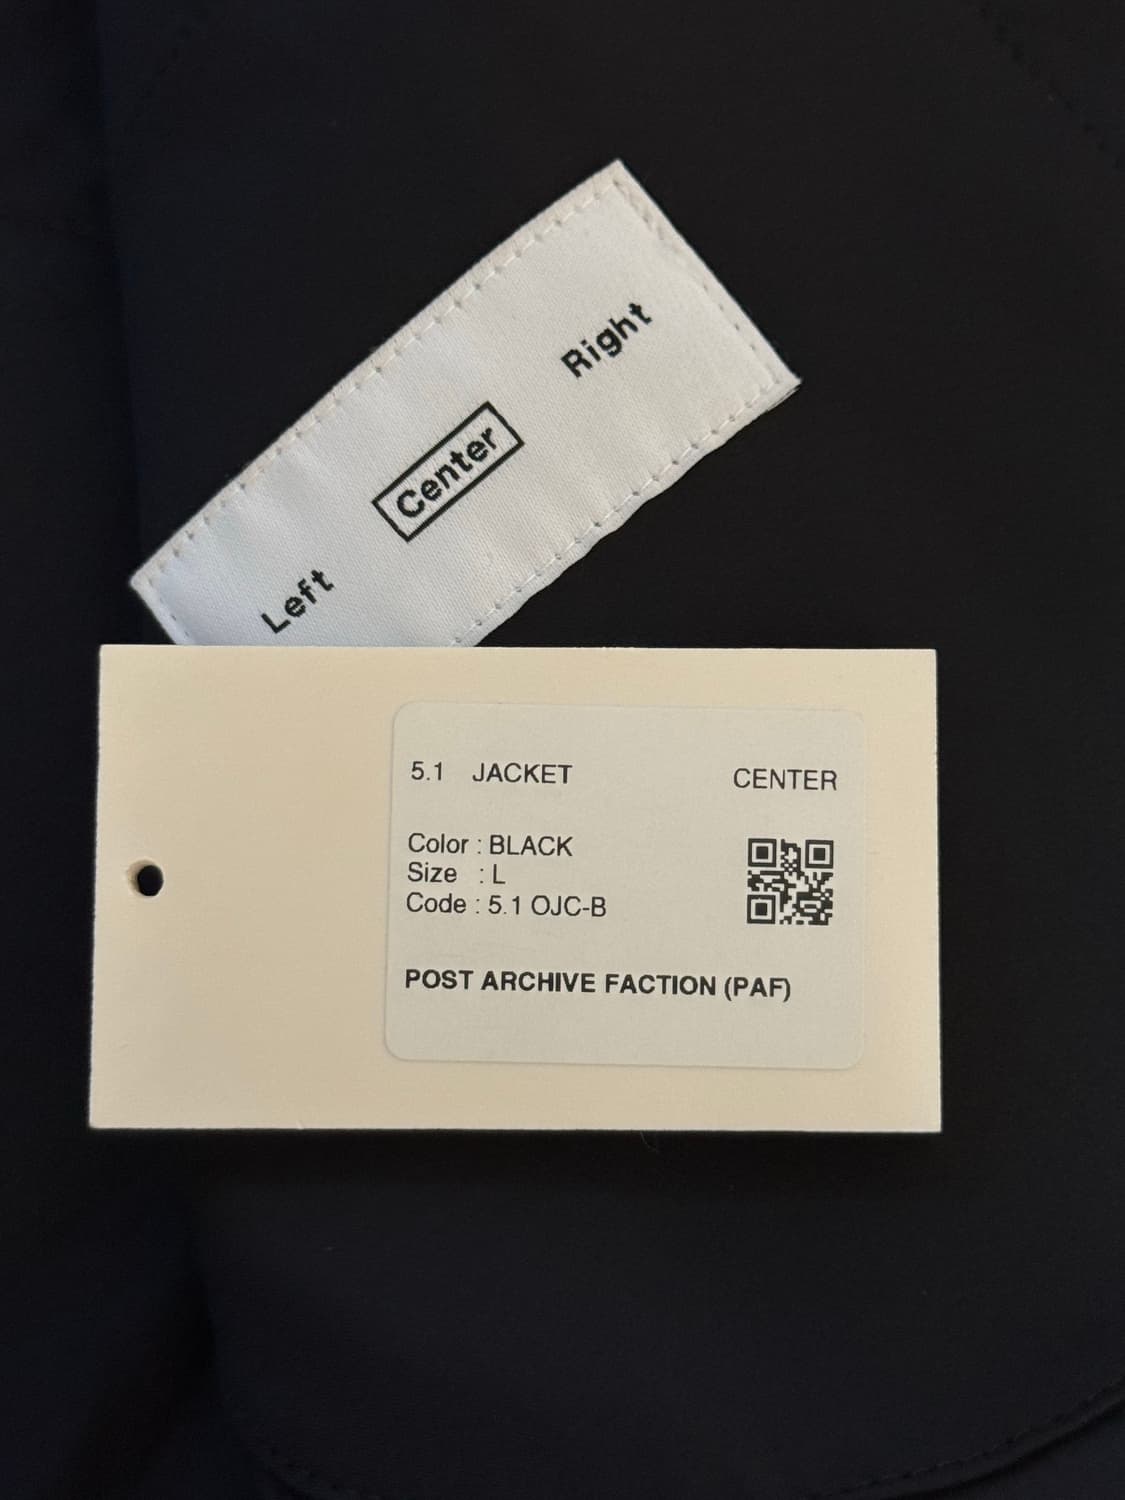 Left Center Right
5.1 JACKET CENTER
Color : BLACK
Size : L
Code : 5.1 OJC-B
POST ARCHIVE FACTION (PAF)